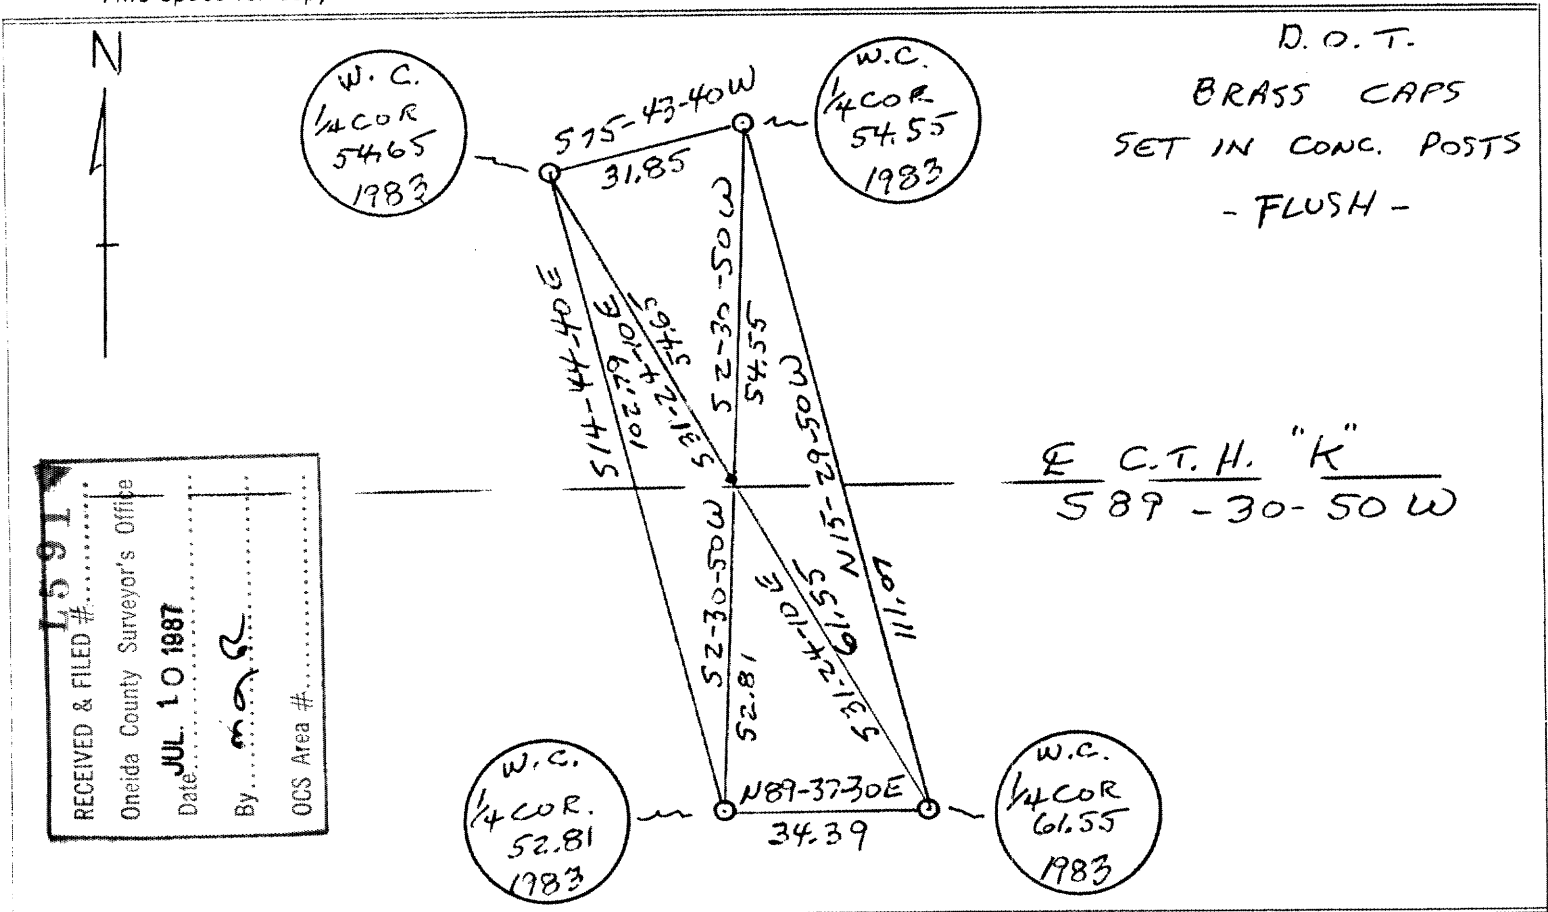 N
W. C.
1/4 COR
54.65
1983
S75-43-40W
31.85
W.C.
1/4 COR
54.55
1983
D.O.T.
BRASS CAPS
SET IN CONC. POSTS
- FLUSH -
S14-44-40E
102.79
S31-24-10E
54.65
S2-30-50W
54.55
N15-29-50W
111.07
℄ C.T.H. "K"
S89-30-50W
S2-30-50W
52.81
S31-24-10E
61.55
W.C.
1/4 COR.
52.81
1983
N89-37-30E
34.39
W.C.
1/4 COR
61.55
1983
RECEIVED & FILED # L591
Oneida County Surveyor's Office
Date JUL. 10 1987
By
OCS Area #